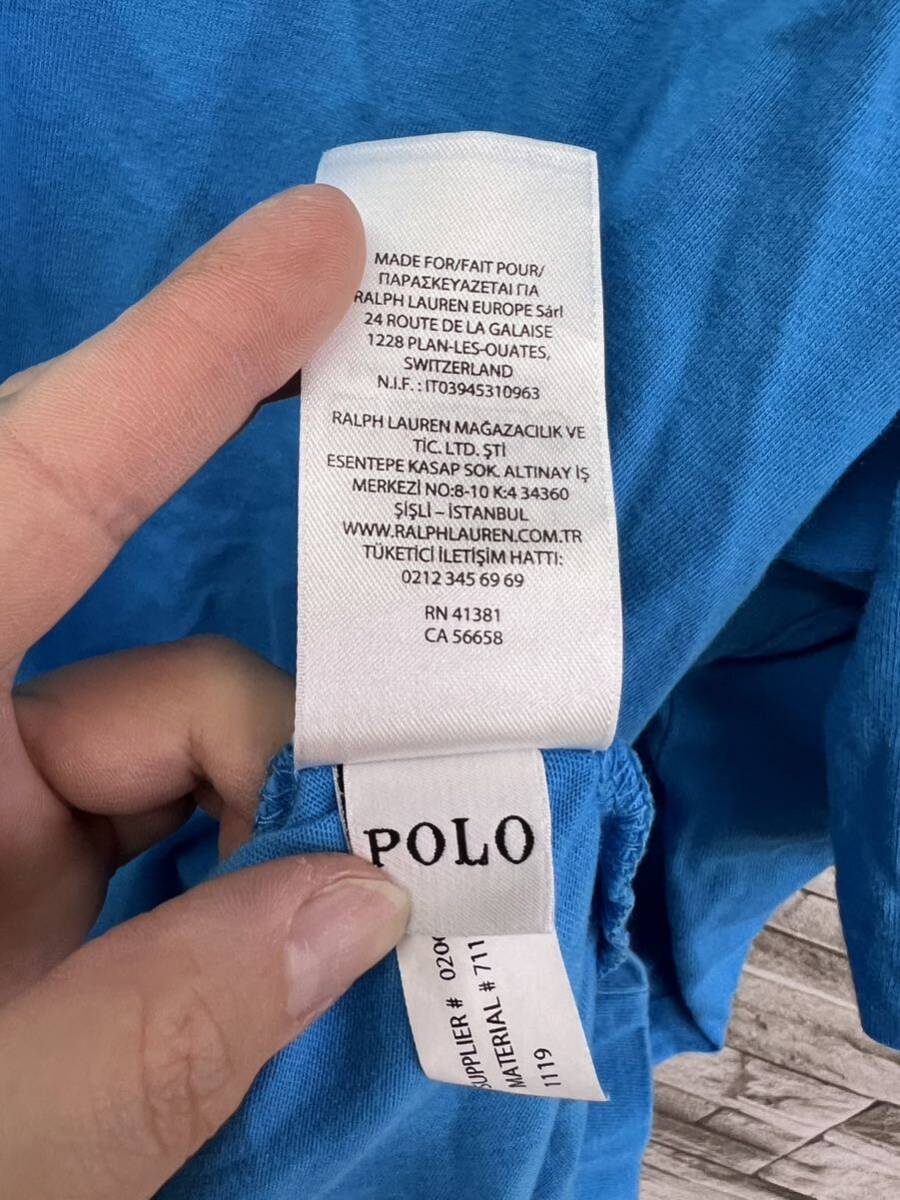 MADE FOR/FAIT POUR/
ΠΑΡΑΣΚΕΥΑΖΕΤΑΙ ΓΙΑ
RALPH LAUREN EUROPE Sárl
24 ROUTE DE LA GALAISE
1228 PLAN-LES-OUATES,
SWITZERLAND
N.I.F. : IT03945310963
RALPH LAUREN MAĞAZACILIK VE
TİC. LTD. ŞTİ
ESENTEPE KASAP SOK. ALTINAY İŞ
MERKEZİ NO:8-10 K:4 34360
ŞİŞLİ – İSTANBUL
WWW.RALPHLAUREN.COM.TR
TÜKETİCİ İLETİŞİM HATTI:
0212 345 69 69
RN 41381
CA 56658
POLO
SUPPLIER # 020
MATERIAL # 711
1119